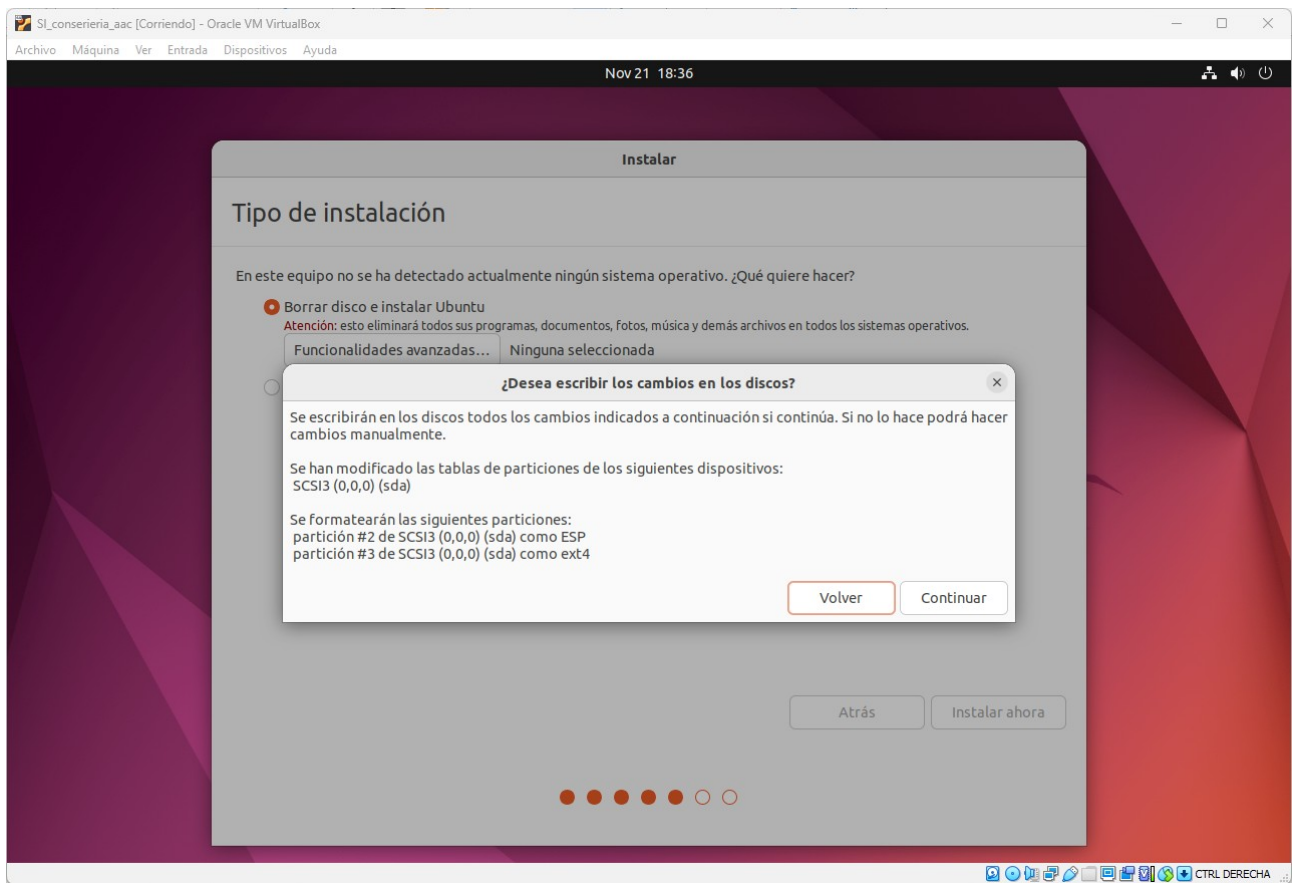 SI_conserieria_aac [Corriendo] - Oracle VM VirtualBox
Archivo Máquina Ver Entrada Dispositivos Ayuda
Nov 21 18:36
Instalar
Tipo de instalación
En este equipo no se ha detectado actualmente ningún sistema operativo. ¿Qué quiere hacer?
Borrar disco e instalar Ubuntu
Atención: esto eliminará todos sus programas, documentos, fotos, música y demás archivos en todos los sistemas operativos.
Funcionalidades avanzadas... Ninguna seleccionada
¿Desea escribir los cambios en los discos?
Se escribirán en los discos todos los cambios indicados a continuación si continúa. Si no lo hace podrá hacer
cambios manualmente.
Se han modificado las tablas de particiones de los siguientes dispositivos:
SCSI3 (0,0,0) (sda)
Se formatearán las siguientes particiones:
partición #2 de SCSI3 (0,0,0) (sda) como ESP
partición #3 de SCSI3 (0,0,0) (sda) como ext4
Volver Continuar
Atrás Instalar ahora
CTRL DERECHA